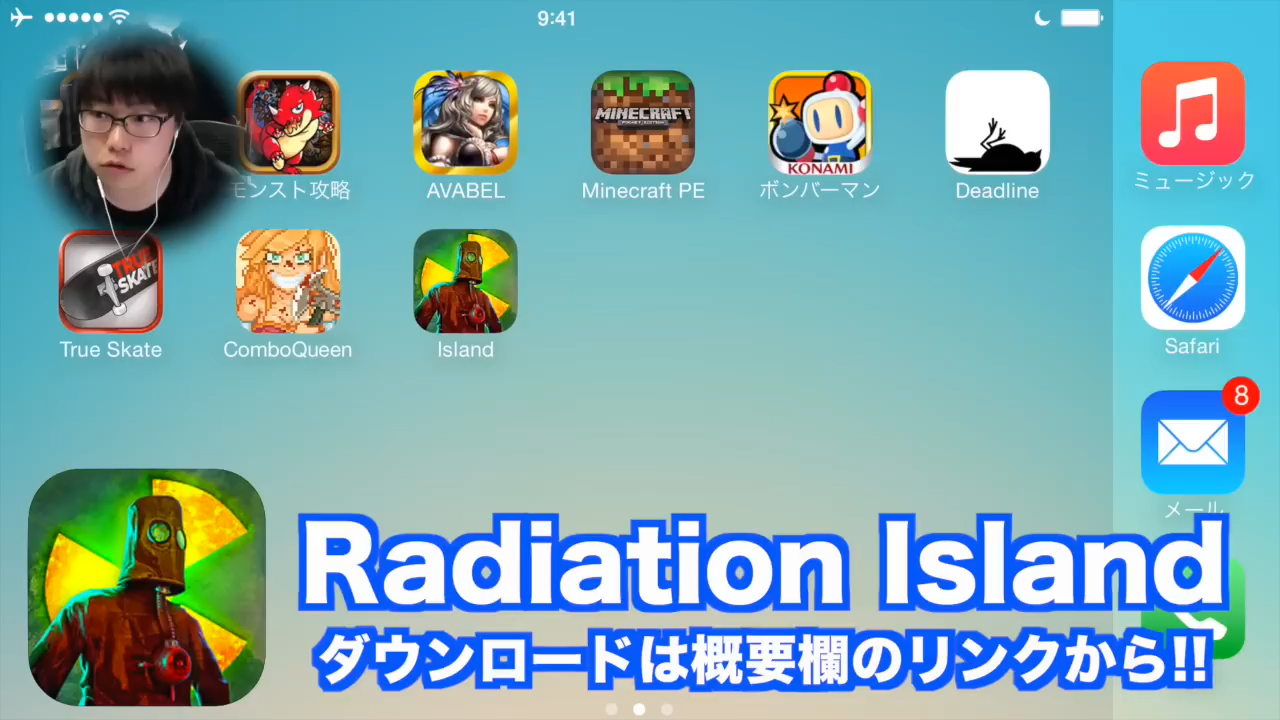 9:41
モンスト攻略
AVABEL
MINECRAFT
POCKET EDITION
Minecraft PE
KONAMI
ボンバーマン
Deadline
ミュージック
TRUE
SKATE
True Skate
ComboQueen
Island
Safari
8
メール
Radiation Island
ダウンロードは概要欄のリンクから!!